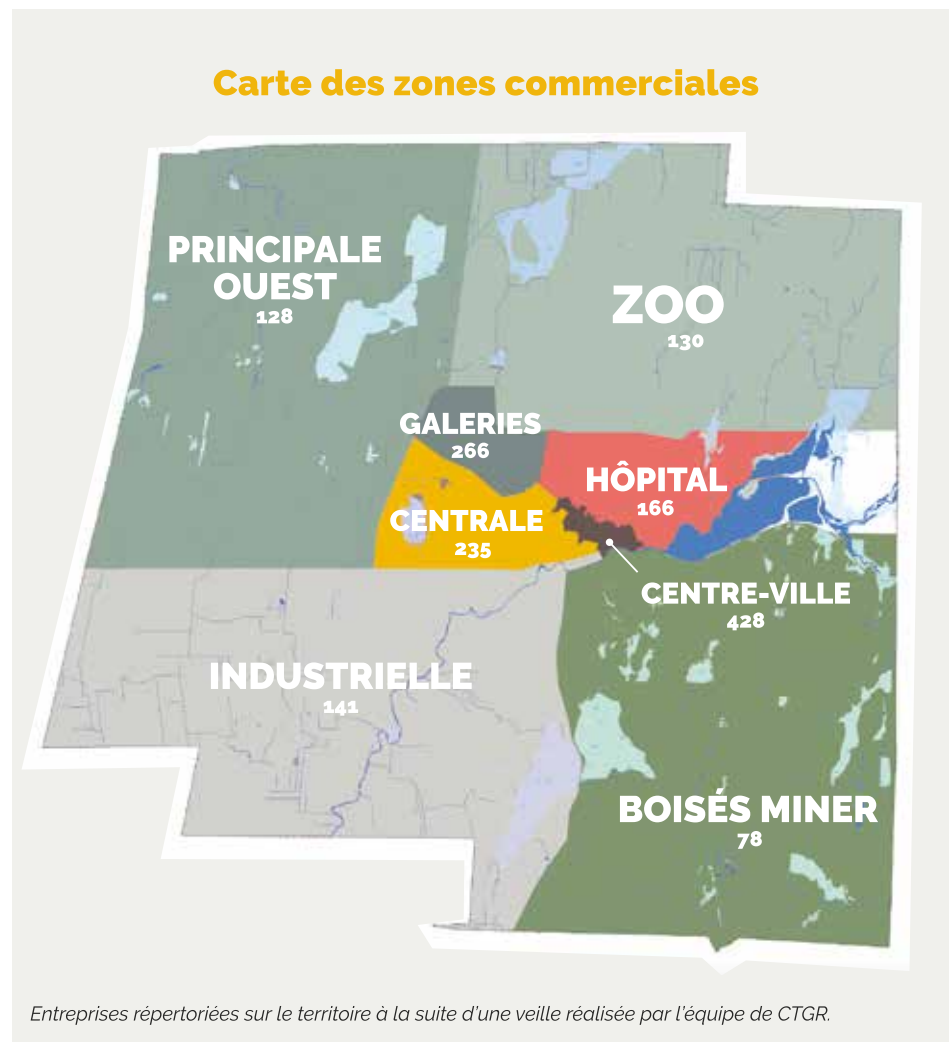 Carte des zones commerciales
PRINCIPALE
OUEST
128
ZOO
130
GALERIES
266
HÔPITAL
166
CENTRALE
235
CENTRE-VILLE
428
INDUSTRIELLE
141
BOISÉS MINER
78
Entreprises répertoriées sur le territoire à la suite d'une veille réalisée par l'équipe de CTGR.